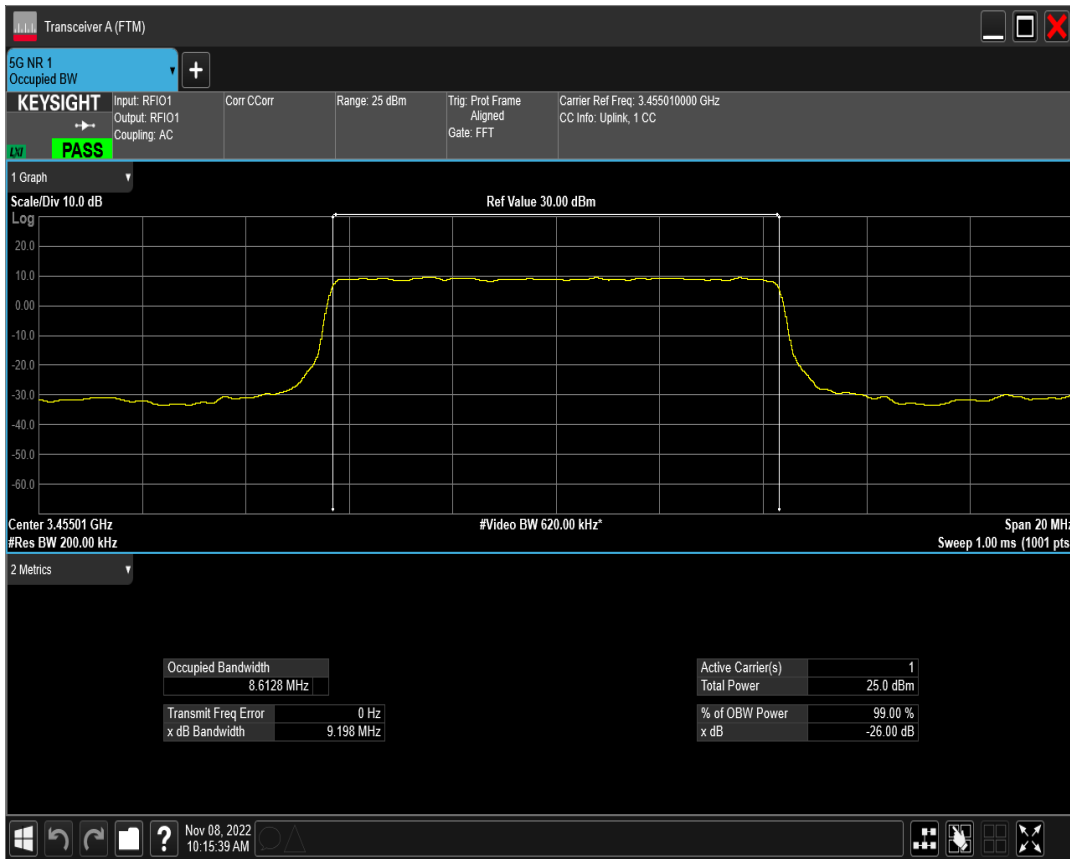 Transceiver A (FTM)
5G NR 1
Occupied BW
+
KEYSIGHT
LXI
PASS
Input: RFIO1
Output: RFIO1
Coupling: AC
Corr CCorr
Range: 25 dBm
Trig: Prot Frame
Aligned
Gate: FFT
Carrier Ref Freq: 3.455010000 GHz
CC Info: Uplink, 1 CC
1 Graph
Scale/Div 10.0 dB
Ref Value 30.00 dBm
Log
20.0
10.0
0.00
-10.0
-20.0
-30.0
-40.0
-50.0
-60.0
Center 3.45501 GHz
#Video BW 620.00 kHz*
Span 20 MHz
#Res BW 200.00 kHz
Sweep 1.00 ms (1001 pts
2 Metrics
Occupied Bandwidth
8.6128 MHz
Transmit Freq Error 0 Hz
x dB Bandwidth 9.198 MHz
Active Carrier(s) 1
Total Power 25.0 dBm
% of OBW Power 99.00 %
x dB -26.00 dB
?
Nov 08, 2022
10:15:39 AM